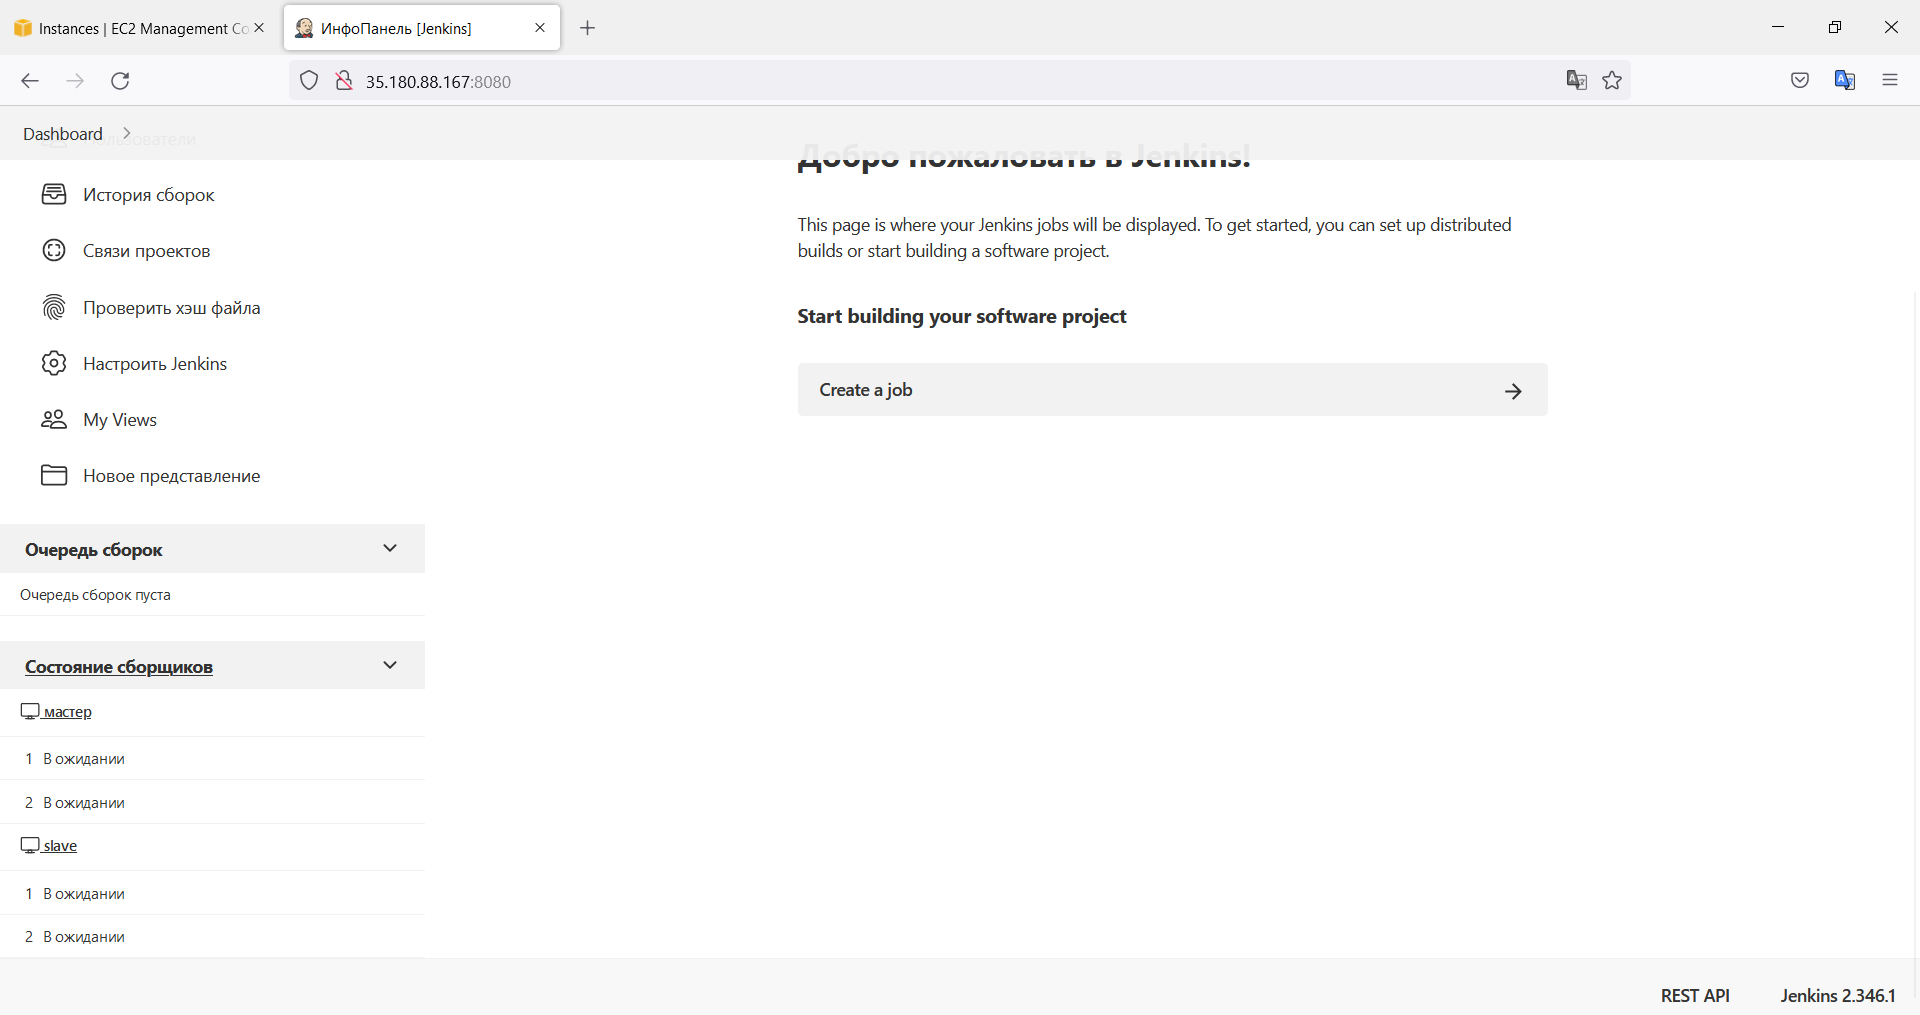 Instances | EC2 Management Co
ИнфоПанель [Jenkins]
35.180.88.167:8080
Dashboard
Пользователи
История сборок
Связи проектов
Проверить хэш файла
Настроить Jenkins
My Views
Новое представление
Очередь сборок
Очередь сборок пуста
Состояние сборщиков
мастер
1 В ожидании
2 В ожидании
slave
1 В ожидании
2 В ожидании
Добро пожаловать в Jenkins!
This page is where your Jenkins jobs will be displayed. To get started, you can set up distributed
builds or start building a software project.
Start building your software project
Create a job
REST API
Jenkins 2.346.1